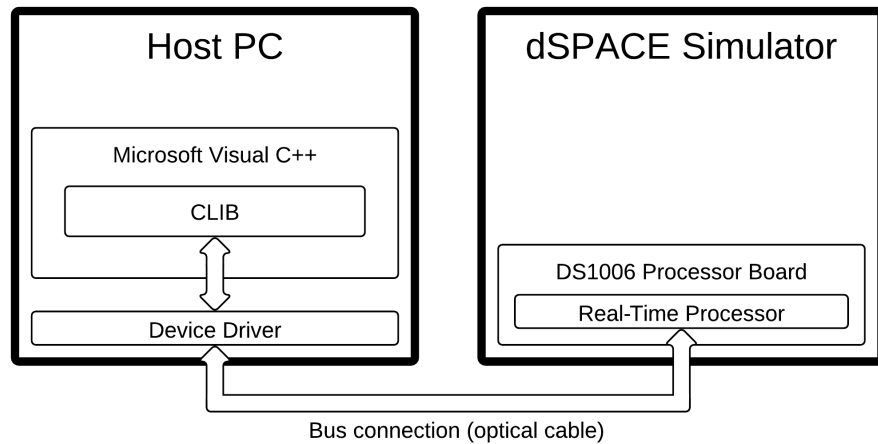 Host PC
Microsoft Visual C++
CLIB
Device Driver
dSPACE Simulator
DS1006 Processor Board
Real-Time Processor
Bus connection (optical cable)